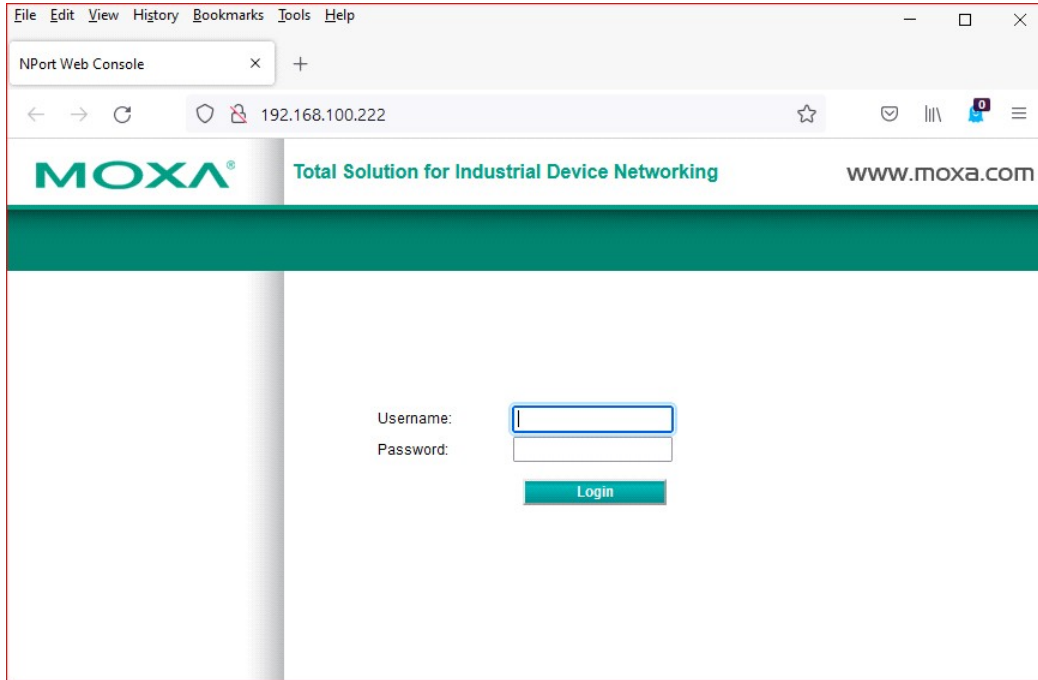 File Edit View History Bookmarks Tools Help
NPort Web Console
192.168.100.222
0
MOXA® Total Solution for Industrial Device Networking www.moxa.com
Username:
Password:
Login